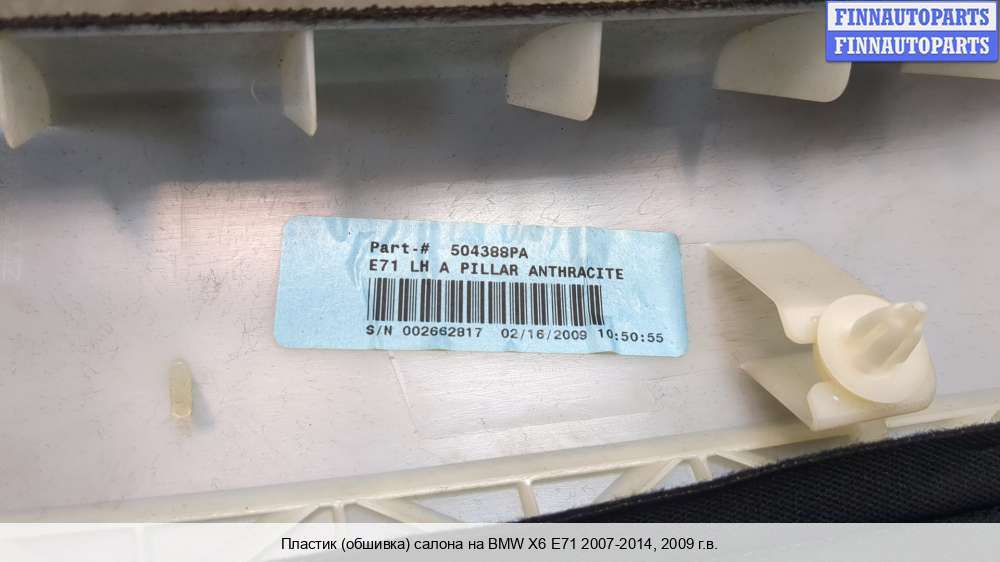 FINNAUTOPARTS
FINNAUTOPARTS
Part-# 504388PA
E71 LH A PILLAR ANTHRACITE
S/N 002662817 02/16/2009 10:50:55
Пластик (обшивка) салона на BMW X6 E71 2007-2014, 2009 г.в.